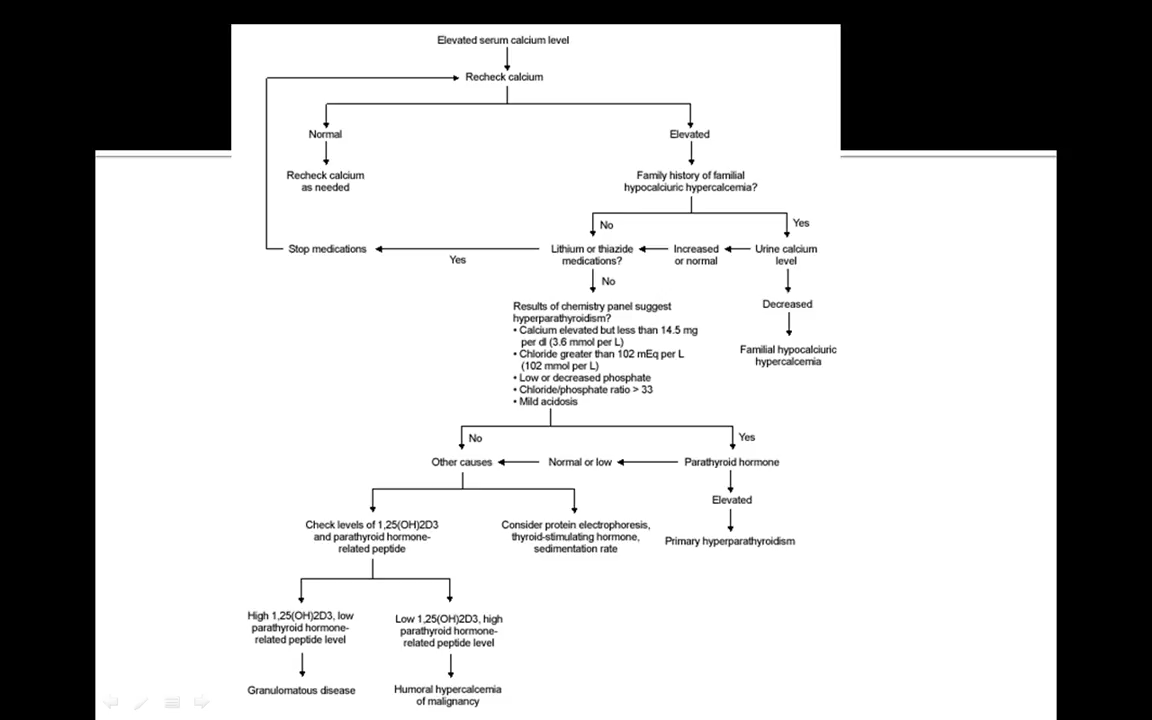 Elevated serum calcium level
Recheck calcium
Normal
Elevated
Recheck calcium
as needed
Family history of familial
hypocalciuric hypercalcemia?
No
Yes
Stop medications
Yes
Lithium or thiazide
medications?
Increased
or normal
Urine calcium
level
No
Decreased
Familial hypocalciuric
hypercalcemia
Results of chemistry panel suggest
hyperparathyroidism?
• Calcium elevated but less than 14.5 mg
per dl (3.6 mmol per L)
• Chloride greater than 102 mEq per L
(102 mmol per L)
• Low or decreased phosphate
• Chloride/phosphate ratio > 33
• Mild acidosis
No
Yes
Other causes
Normal or low
Parathyroid hormone
Elevated
Primary hyperparathyroidism
Check levels of 1,25(OH)2D3
and parathyroid hormone-
related peptide
Consider protein electrophoresis,
thyroid-stimulating hormone,
sedimentation rate
High 1,25(OH)2D3, low
parathyroid hormone-
related peptide level
Low 1,25(OH)2D3, high
parathyroid hormone-
related peptide level
Granulomatous disease
Humoral hypercalcemia
of malignancy